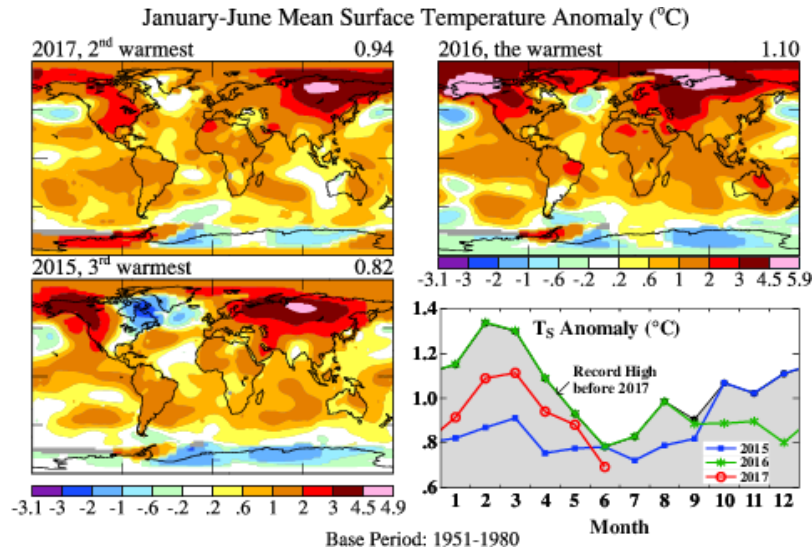 January-June Mean Surface Temperature Anomaly (°C)
2017, 2nd warmest 0.94
2016, the warmest 1.10
2015, 3rd warmest 0.82
-3.1 -3 -2 -1 -.6 -.2 .2 .6 1 2 3 4.5 5.9
-3.1 -3 -2 -1 -.6 -.2 .2 .6 1 2 3 4.5 4.9
1.4
1.2
1.0
.8
.6
TS Anomaly (°C)
Record High
before 2017
2015
2016
2017
1 2 3 4 5 6 7 8 9 10 11 12
Month
Base Period: 1951-1980